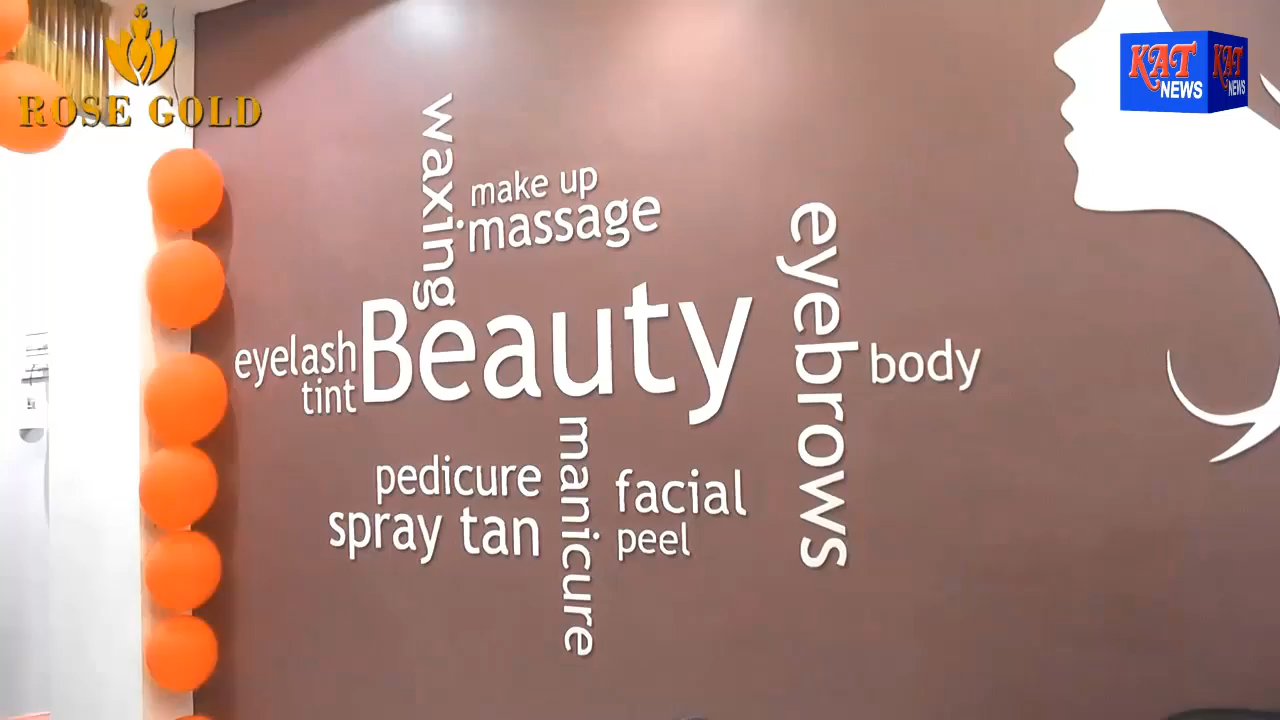 ROSE GOLD
KAT
NEWS
KAT
NEWS
waxing
make up
massage
eyebrows
eyelash
tint
Beauty
body
manicure
pedicure
spray tan
facial
peel